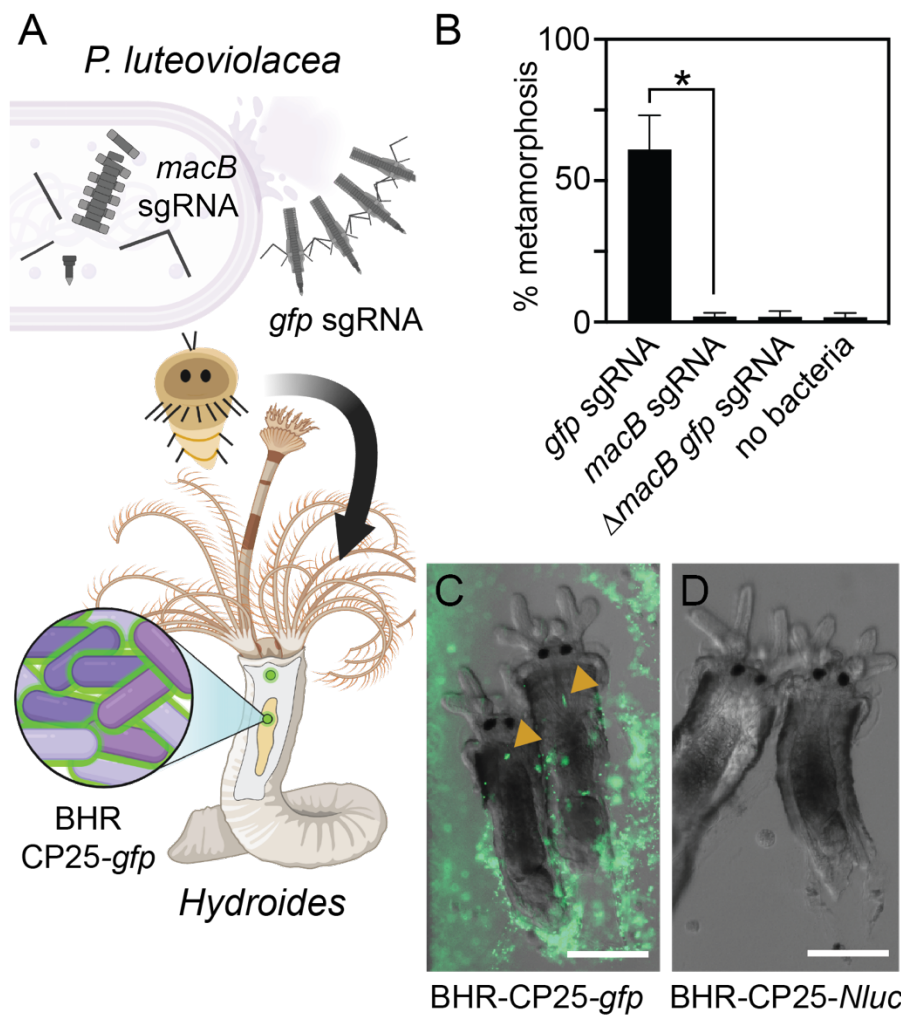 A
P. luteoviolacea
macB
sgRNA
gfp sgRNA
BHR
CP25-gfp
Hydroides
B
% metamorphosis
100
50
0
*
gfp sgRNA
macB sgRNA
ΔmacB gfp sgRNA
no bacteria
C
BHR-CP25-gfp
D
BHR-CP25-Nluc